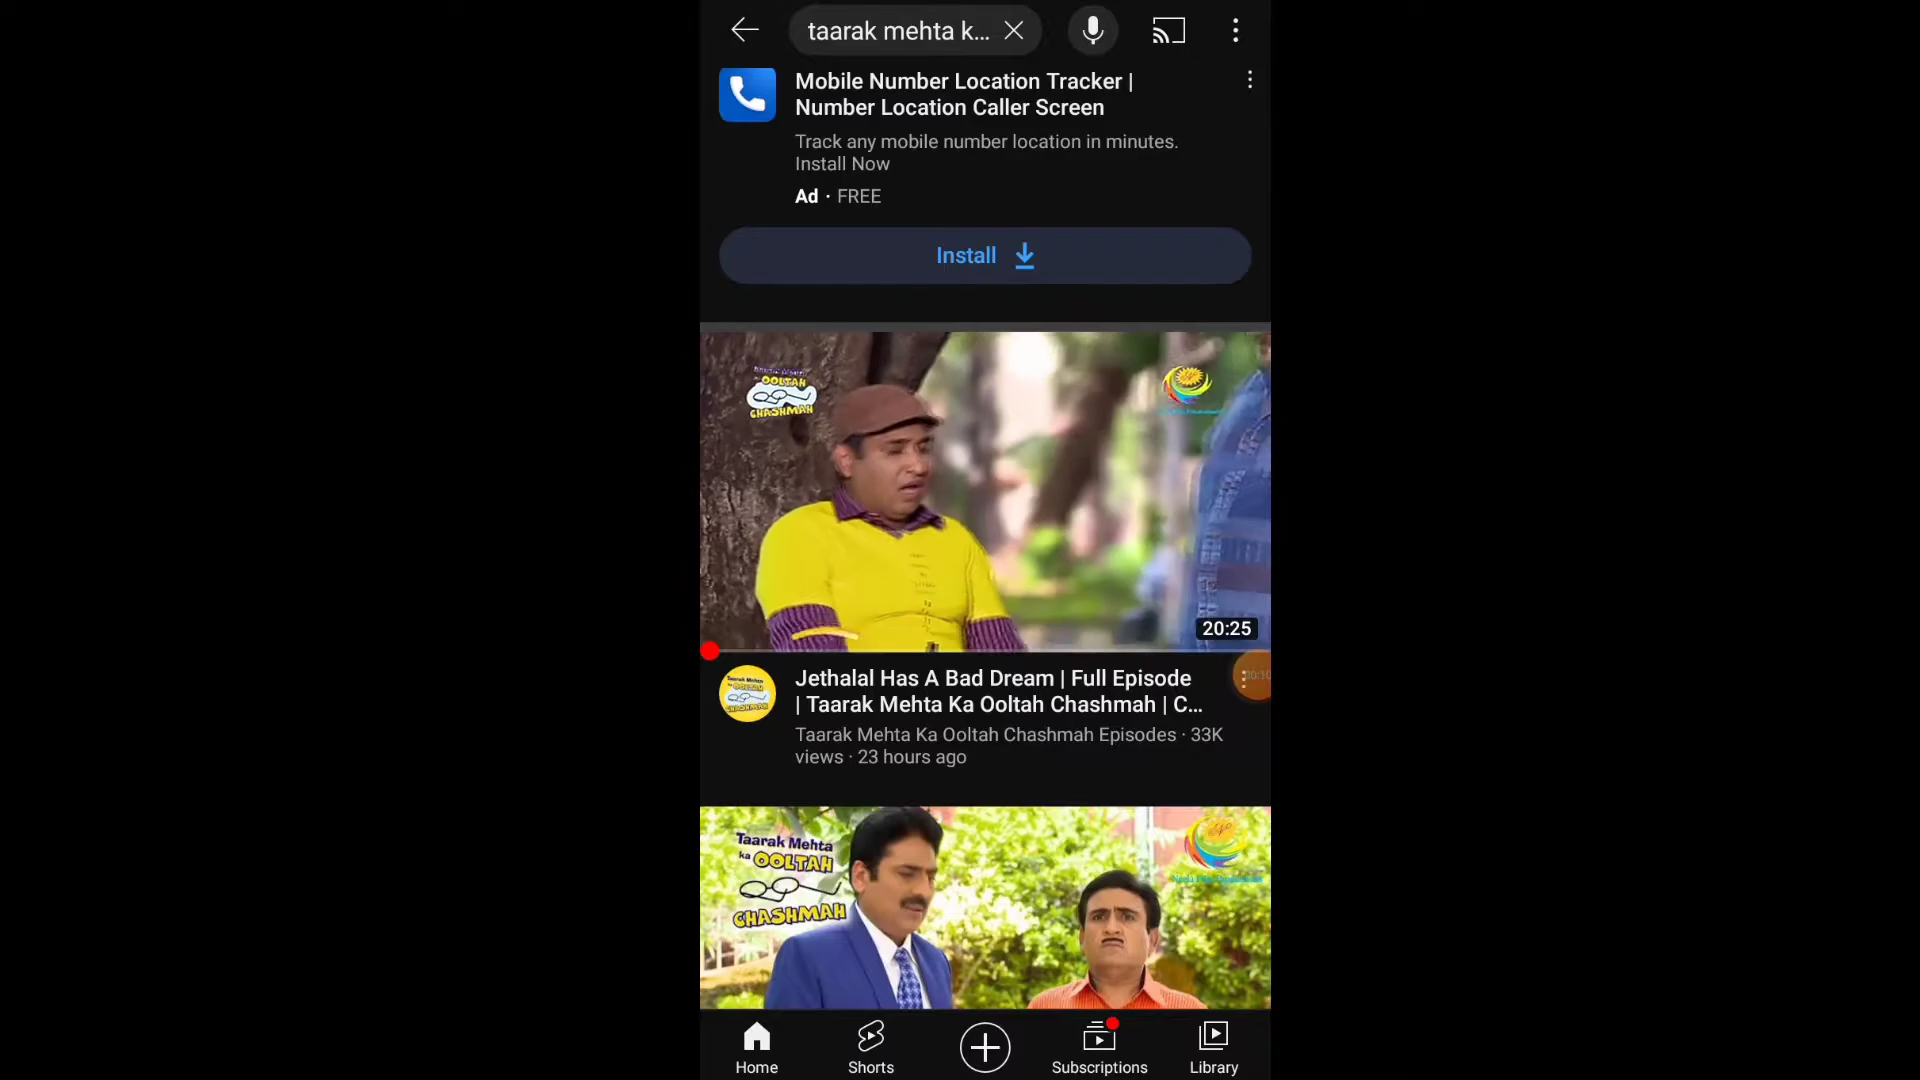 taarak mehta k...
Mobile Number Location Tracker |
Number Location Caller Screen
Track any mobile number location in minutes.
Install Now
Ad · FREE
Install
OOLTAH
CHASHMAH
20:25
Jethalal Has A Bad Dream | Full Episode
| Taarak Mehta Ka Ooltah Chashmah | C...
Taarak Mehta Ka Ooltah Chashmah Episodes · 33K
views · 23 hours ago
Taarak Mehta
ka OOLTAH
CHASHMAH
Home
Shorts
Subscriptions
Library